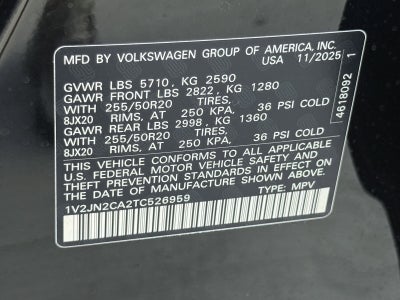 MFD BY VOLKSWAGEN GROUP OF AMERICA, INC.
USA 11/2025
GVWR LBS 5710, KG 2590
GAWR FRONT LBS 2822, KG 1280
WITH 255/50R20 TIRES,
8JX20 RIMS, AT 250 KPA, 36 PSI COLD
GAWR REAR LBS 2998, KG 1360
WITH 255/50R20 TIRES,
8JX20 RIMS, AT 250 KPA, 36 PSI COLD
THIS VEHICLE CONFORMS TO ALL APPLICABLE
U.S. FEDERAL MOTOR VEHICLE
SAFETY STANDARDS IN EFFECT ON
THE DATE OF MANUFACTURE SHOWN ABOVE.
1V2JN2CA2TC526959 TYPE: MPV
4618092 1